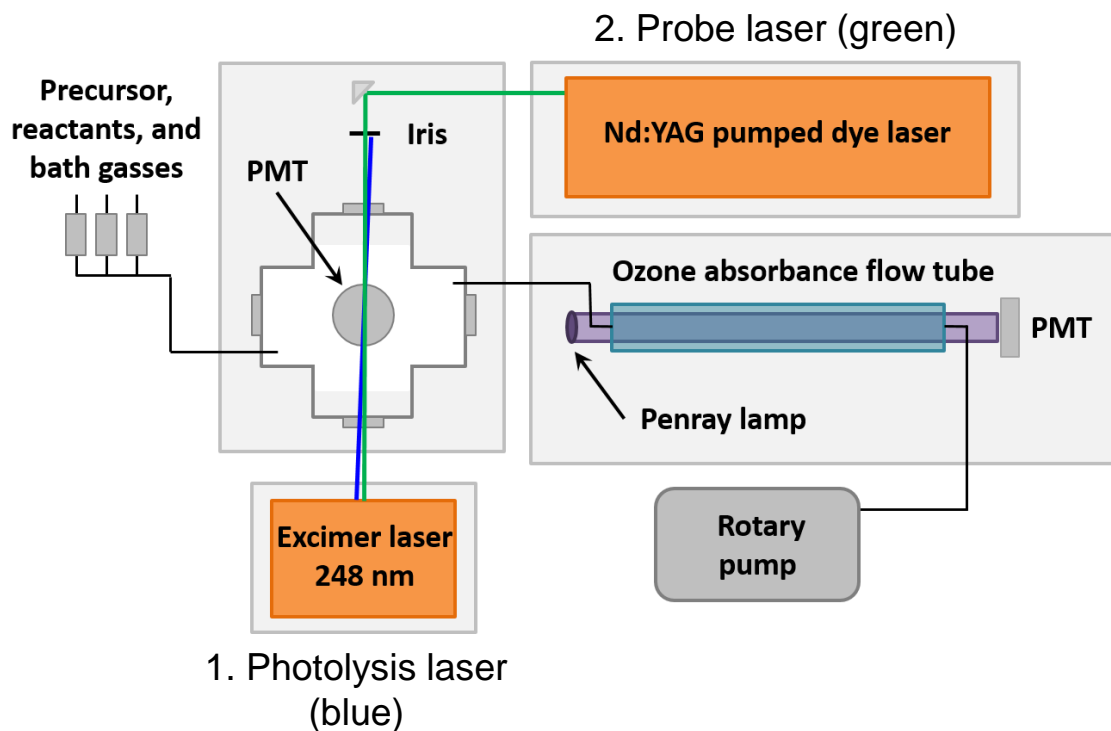 2. Probe laser (green)
Precursor,
reactants, and
bath gasses
Iris
Nd:YAG pumped dye laser
PMT
Ozone absorbance flow tube
PMT
Penray lamp
Excimer laser
248 nm
Rotary
pump
1. Photolysis laser
(blue)